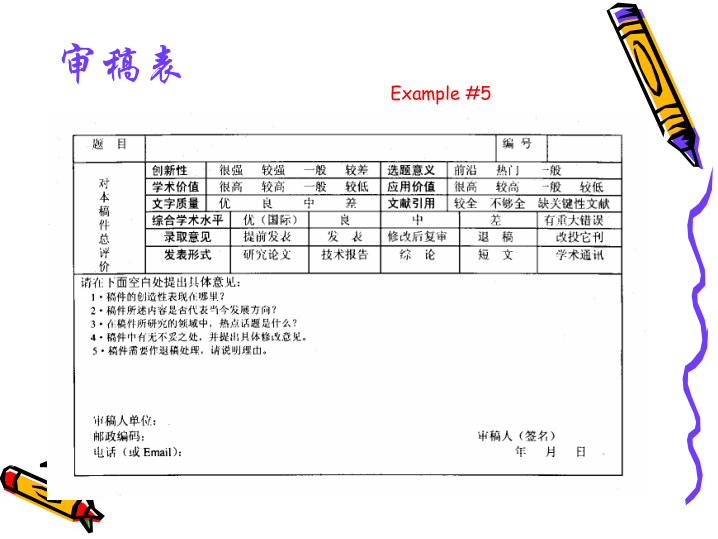 审稿表
Example #5
题 目 编 号
对本稿件总评价
创新性 很强 较强 一般 较差 选题意义 前沿 热门 一般
学术价值 很高 较高 一般 较低 应用价值 很高 较高 一般 较低
文字质量 优 良 中 差 文献引用 较全 不够全 缺关键性文献
综合学术水平 优（国际） 良 中 差 有重大错误
录取意见 提前发表 发 表 修改后复审 退 稿 改投它刊
发表形式 研究论文 技术报告 综 论 短 文 学术通讯
请在下面空白处提出具体意见：
1·稿件的创造性表现在哪里？
2·稿件所述内容是否代表当今发展方向？
3·在稿件所研究的领域中，热点话题是什么？
4·稿件中有无不妥之处，并提出具体修改意见。
5·稿件需要作退稿处理，请说明理由。
审稿人单位：
邮政编码： 审稿人（签名）
电话（或 Email）： 年 月 日